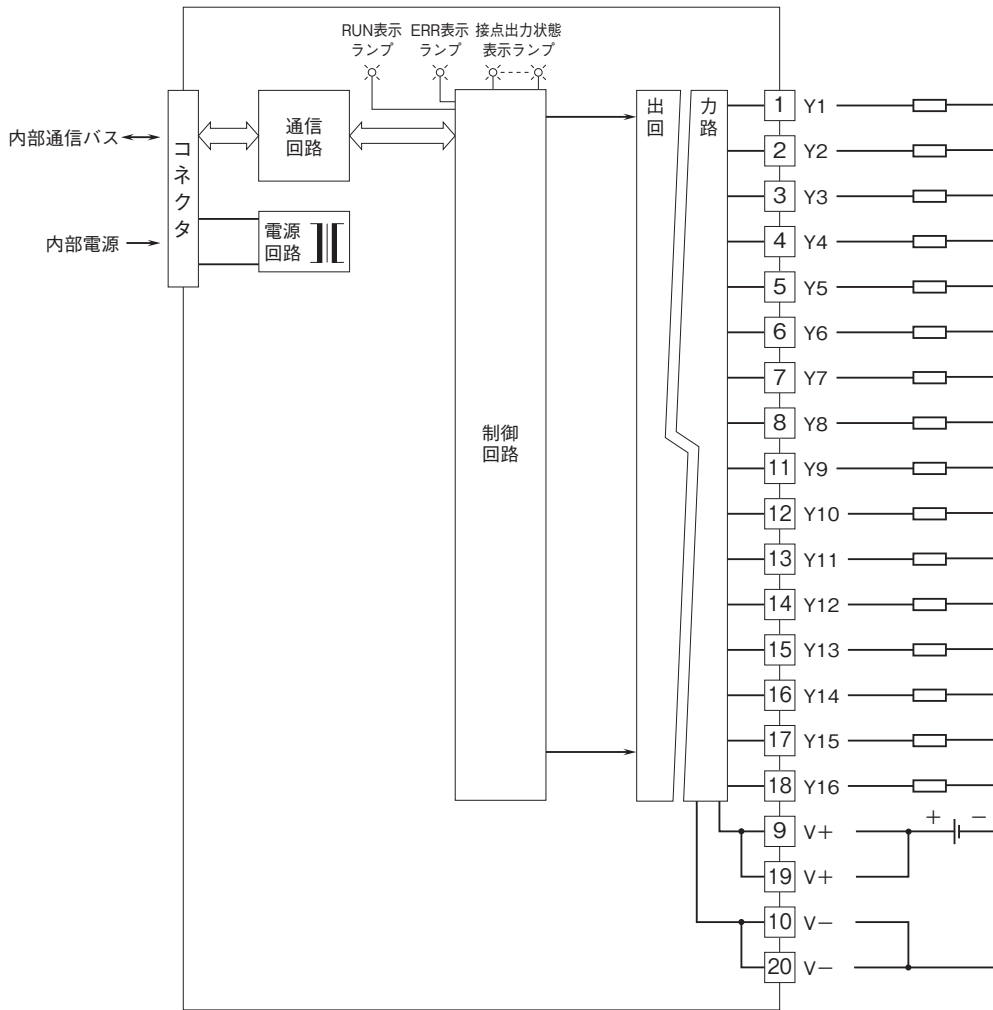 RUN表示
ランプ
ERR表示
ランプ
接点出力状態
表示ランプ
内部通信バス
内部電源
コネクタ
通信
回路
電源
回路
制御
回路
出力
回路
1 Y1
2 Y2
3 Y3
4 Y4
5 Y5
6 Y6
7 Y7
8 Y8
11 Y9
12 Y10
13 Y11
14 Y12
15 Y13
16 Y14
17 Y15
18 Y16
9 V+ + −
19 V+
10 V−
20 V−